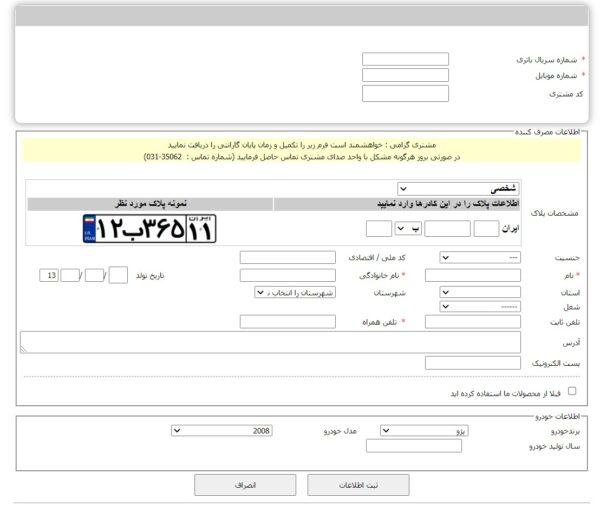 * شماره سریال باتری
* شماره موبایل
کد مشتری
اطلاعات مصرف کننده
مشتری گرامی : خواهشمند است فرم زیر را تکمیل و زمان پایان گارانتی را دریافت نمایید
در صورتی بروز هرگونه مشکل با واحد صدای مشتری تماس حاصل فرمایید (شماره تماس : 35062-031)
شخصی
مشخصات پلاک
اطلاعات پلاک را در این کادرها وارد نمایید
نمونه پلاک مورد نظر
ایران
ب
۱۲ب۳۶۵ ایران ۱۱
جنسیت
---
کد ملی / اقتصادی
* نام
* نام خانوادگی
تاریخ تولد
/ / 13
استان
شهرستان
شهرستان را انتخاب ن
شغل
------
تلفن ثابت
* تلفن همراه
آدرس
پست الکترونیک
قبلا از محصولات ما استفاده کرده اید
اطلاعات خودرو
برندخودرو
پژو
مدل خودرو
2008
سال تولید خودرو
ثبت اطلاعات
انصراف